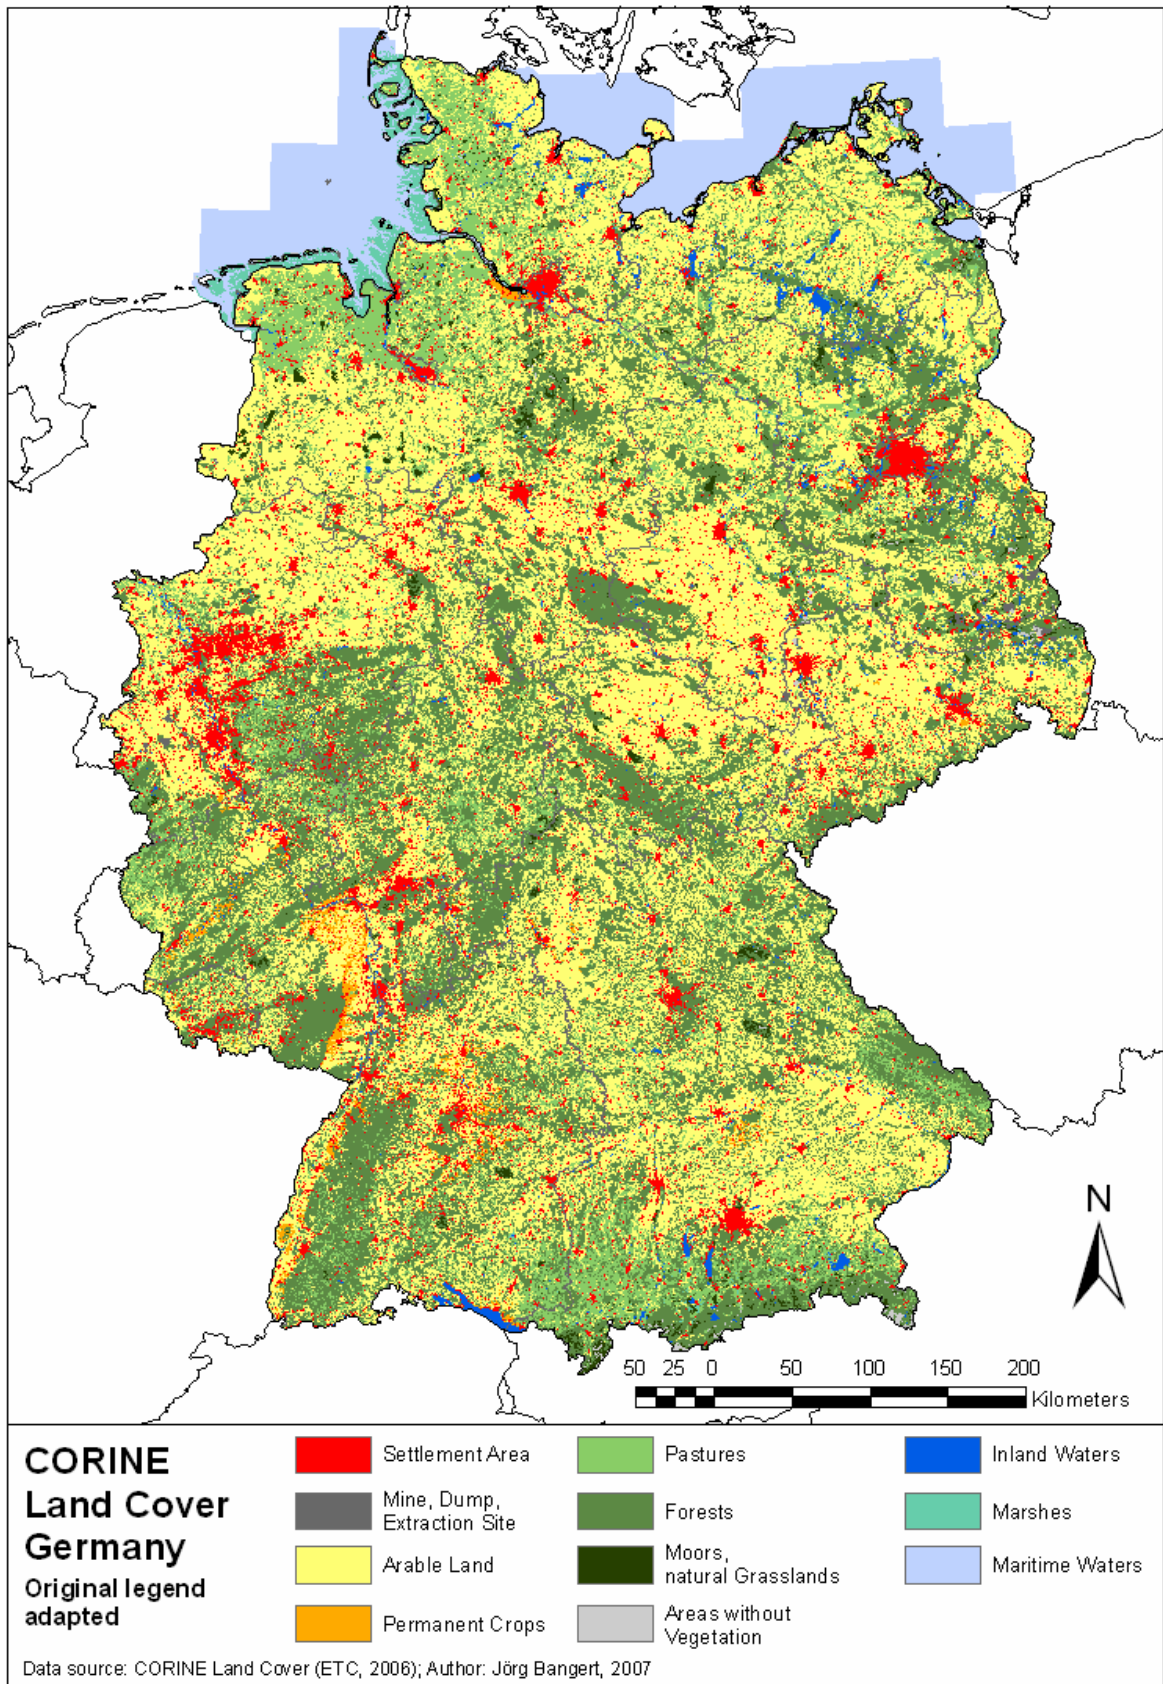 N
50 25 0 50 100 150 200
Kilometers
CORINE
Land Cover
Germany
Original legend
adapted
Settlement Area
Mine, Dump,
Extraction Site
Arable Land
Permanent Crops
Pastures
Forests
Moors,
natural Grasslands
Areas without
Vegetation
Inland Waters
Marshes
Maritime Waters
Data source: CORINE Land Cover (ETC, 2006); Author: Jörg Bangert, 2007